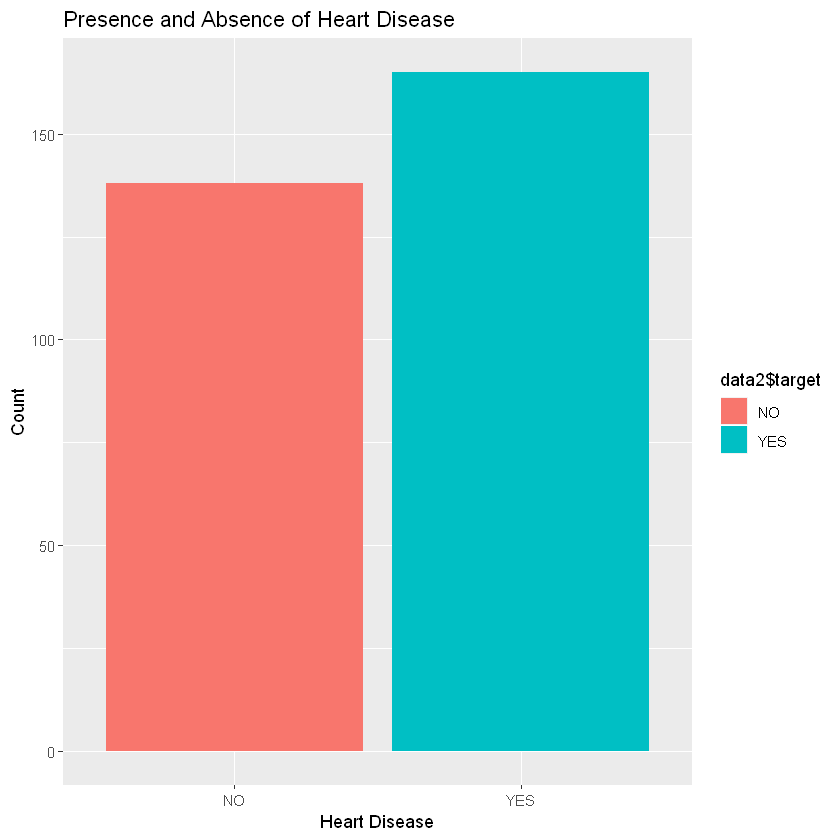 Presence and Absence of Heart Disease
150
100
50
0
Count
NO
YES
Heart Disease
data2$target
NO
YES